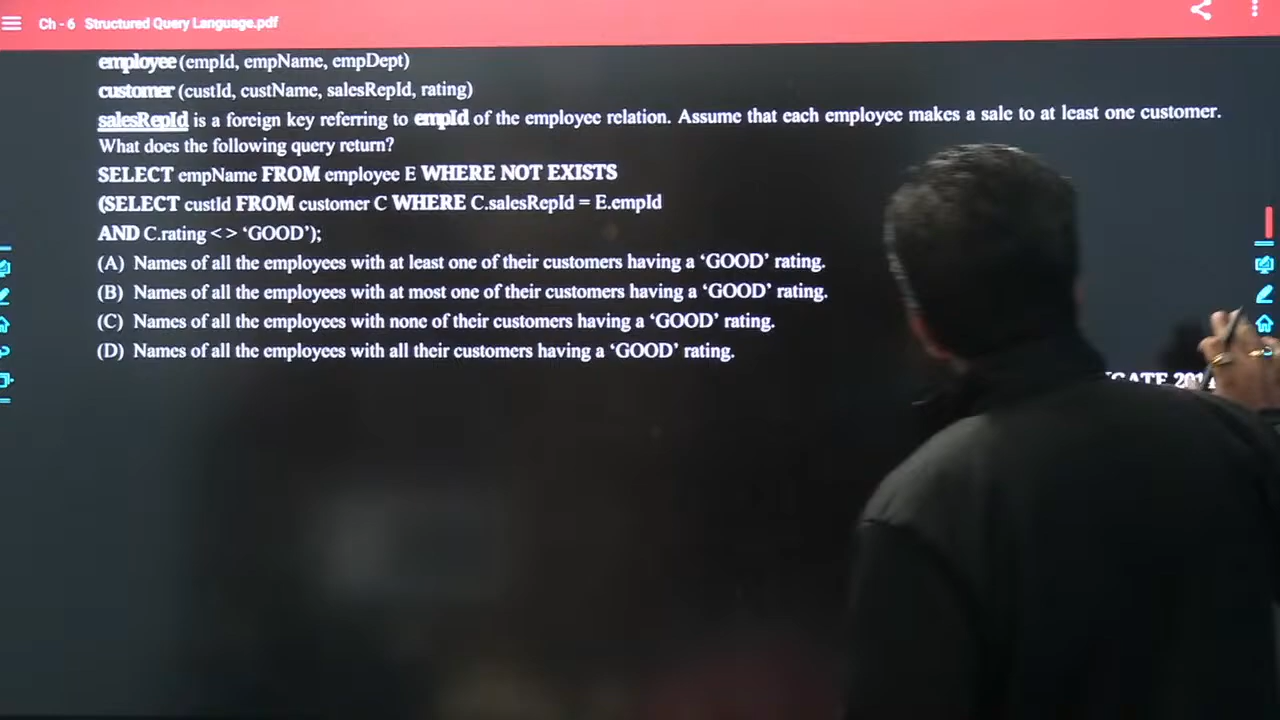 Ch - 6 Structured Query Language.pdf
employee (empId, empName, empDept)
customer (custId, custName, salesRepId, rating)
salesRepId is a foreign key referring to empId of the employee relation. Assume that each employee makes a sale to at least one customer.
What does the following query return?
SELECT empName FROM employee E WHERE NOT EXISTS
(SELECT custId FROM customer C WHERE C.salesRepId = E.empId
AND C.rating < > ‘GOOD’);
(A) Names of all the employees with at least one of their customers having a ‘GOOD’ rating.
(B) Names of all the employees with at most one of their customers having a ‘GOOD’ rating.
(C) Names of all the employees with none of their customers having a ‘GOOD’ rating.
(D) Names of all the employees with all their customers having a ‘GOOD’ rating.
GATE